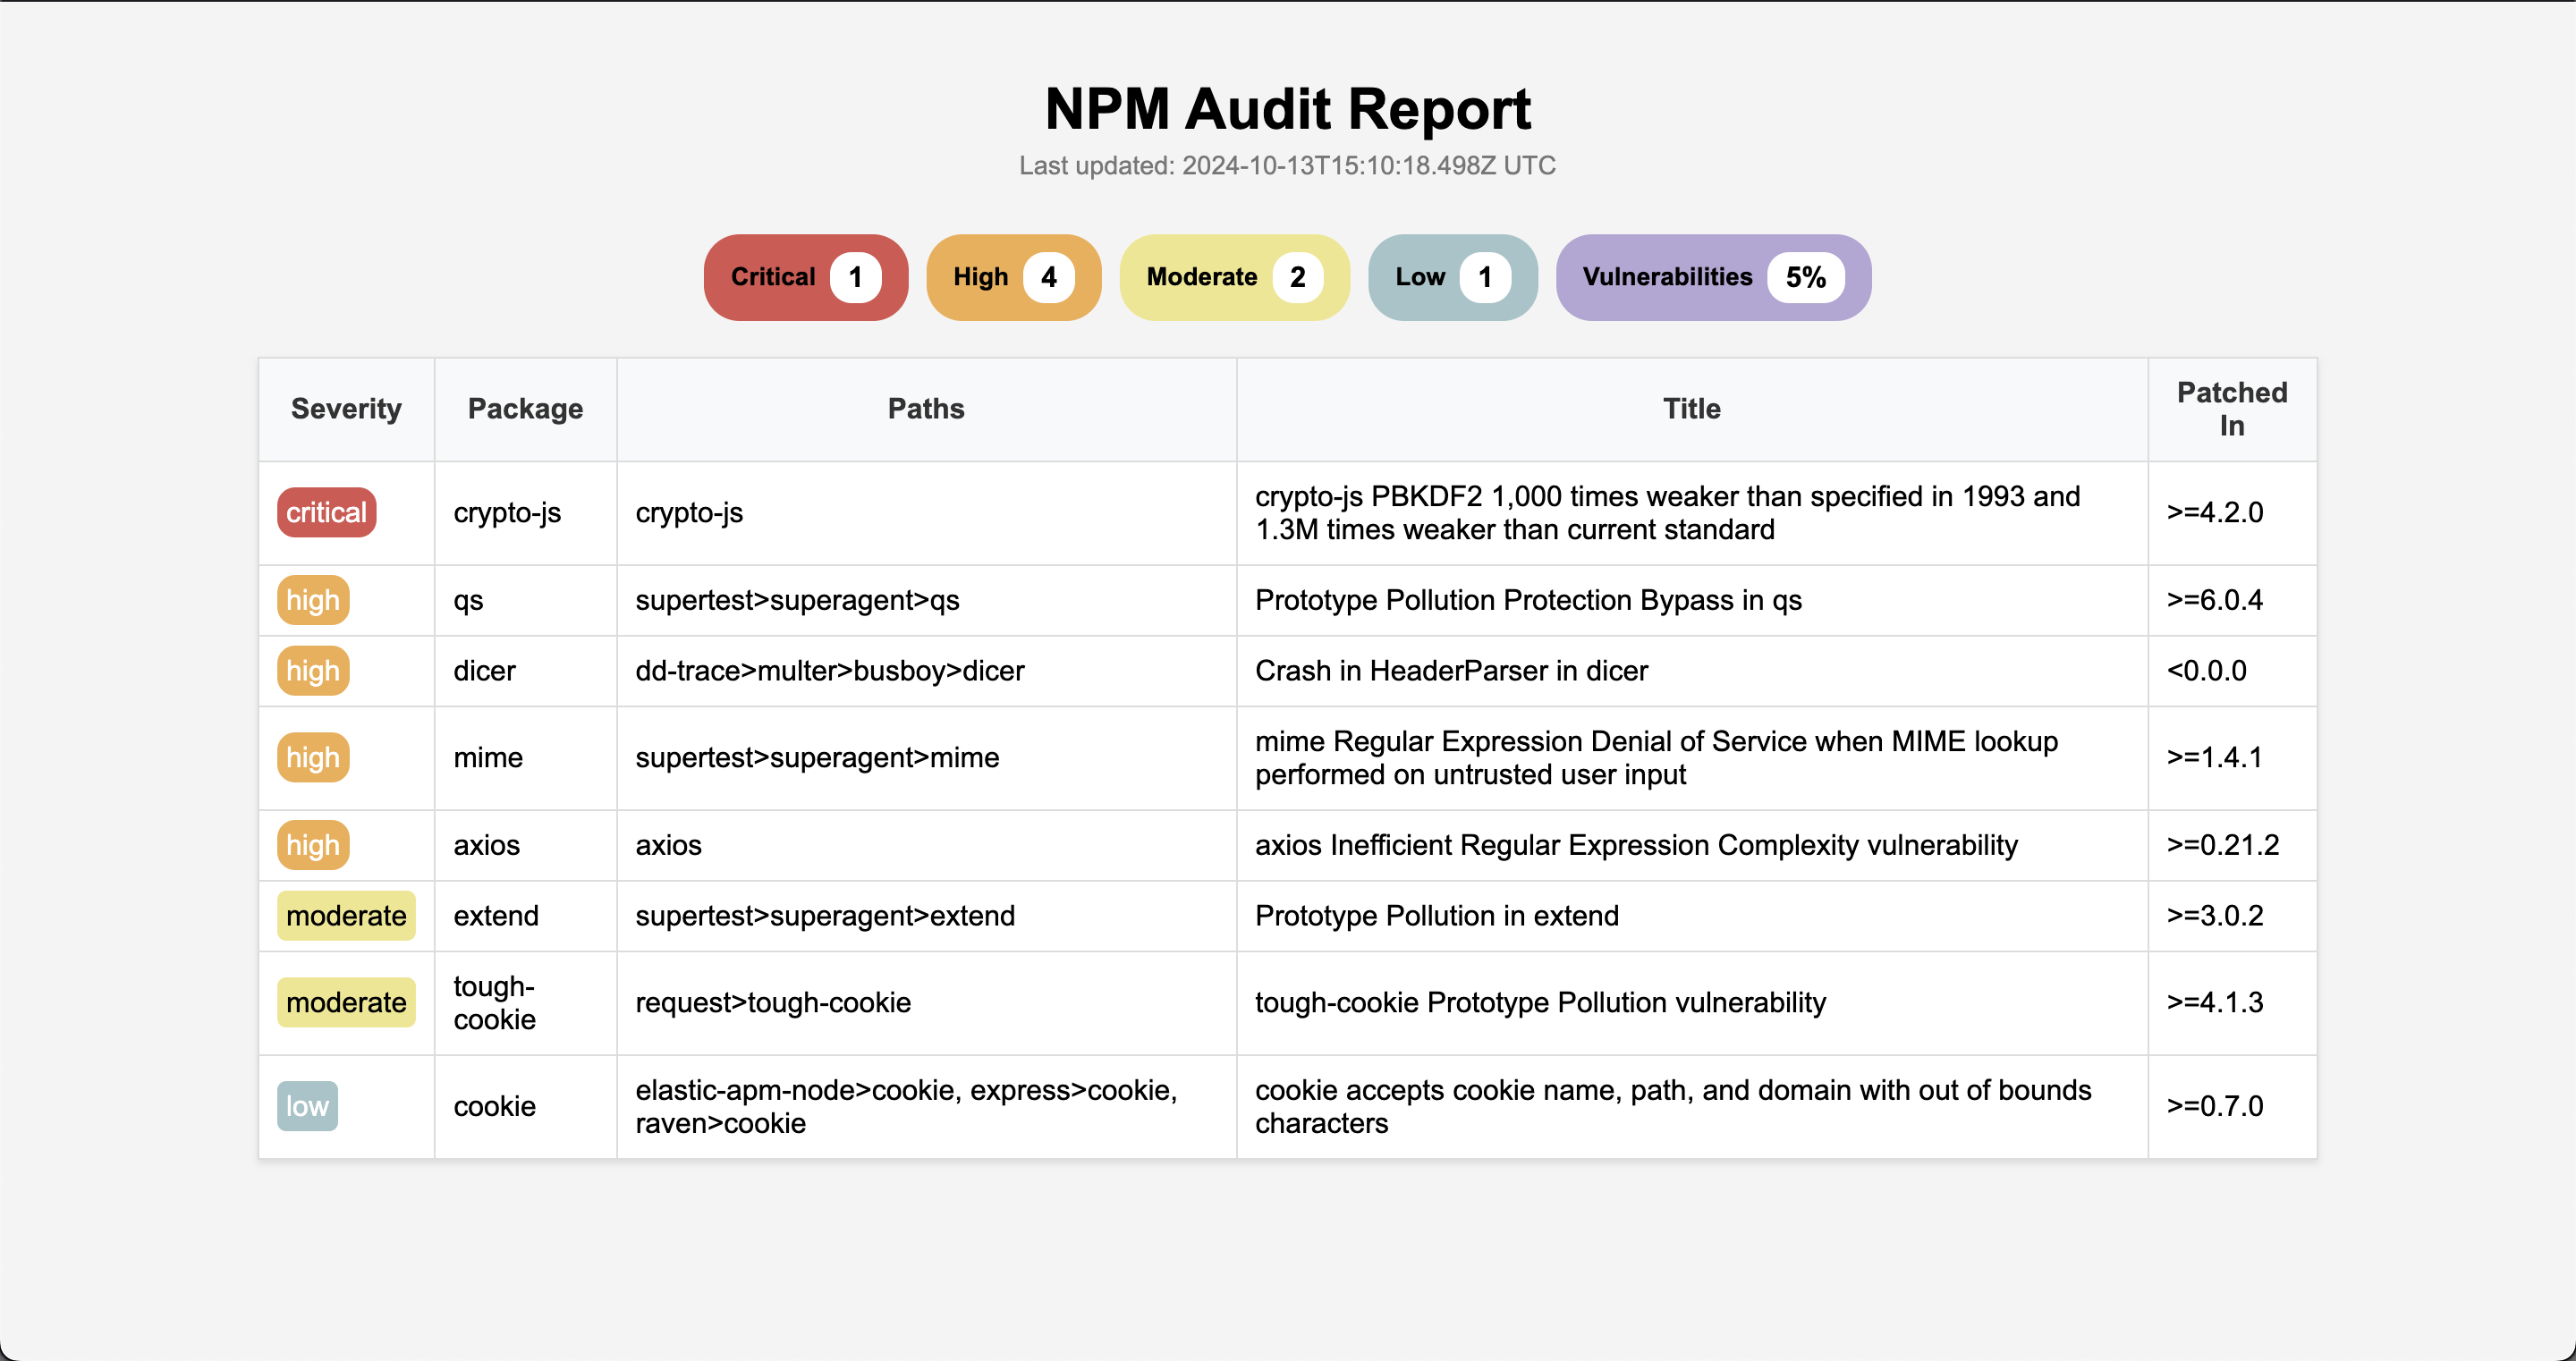 NPM Audit Report
Last updated: 2024-10-13T15:10:18.498Z UTC
Critical 1 High 4 Moderate 2 Low 1 Vulnerabilities 5%
Severity Package Paths Title Patched In
critical crypto-js crypto-js crypto-js PBKDF2 1,000 times weaker than specified in 1993 and
1.3M times weaker than current standard >=4.2.0
high qs supertest>superagent>qs Prototype Pollution Protection Bypass in qs >=6.0.4
high dicer dd-trace>multer>busboy>dicer Crash in HeaderParser in dicer <0.0.0
high mime supertest>superagent>mime mime Regular Expression Denial of Service when MIME lookup
performed on untrusted user input >=1.4.1
high axios axios axios Inefficient Regular Expression Complexity vulnerability >=0.21.2
moderate extend supertest>superagent>extend Prototype Pollution in extend >=3.0.2
moderate tough-
cookie request>tough-cookie tough-cookie Prototype Pollution vulnerability >=4.1.3
low cookie elastic-apm-node>cookie, express>cookie,
raven>cookie cookie accepts cookie name, path, and domain with out of bounds
characters >=0.7.0